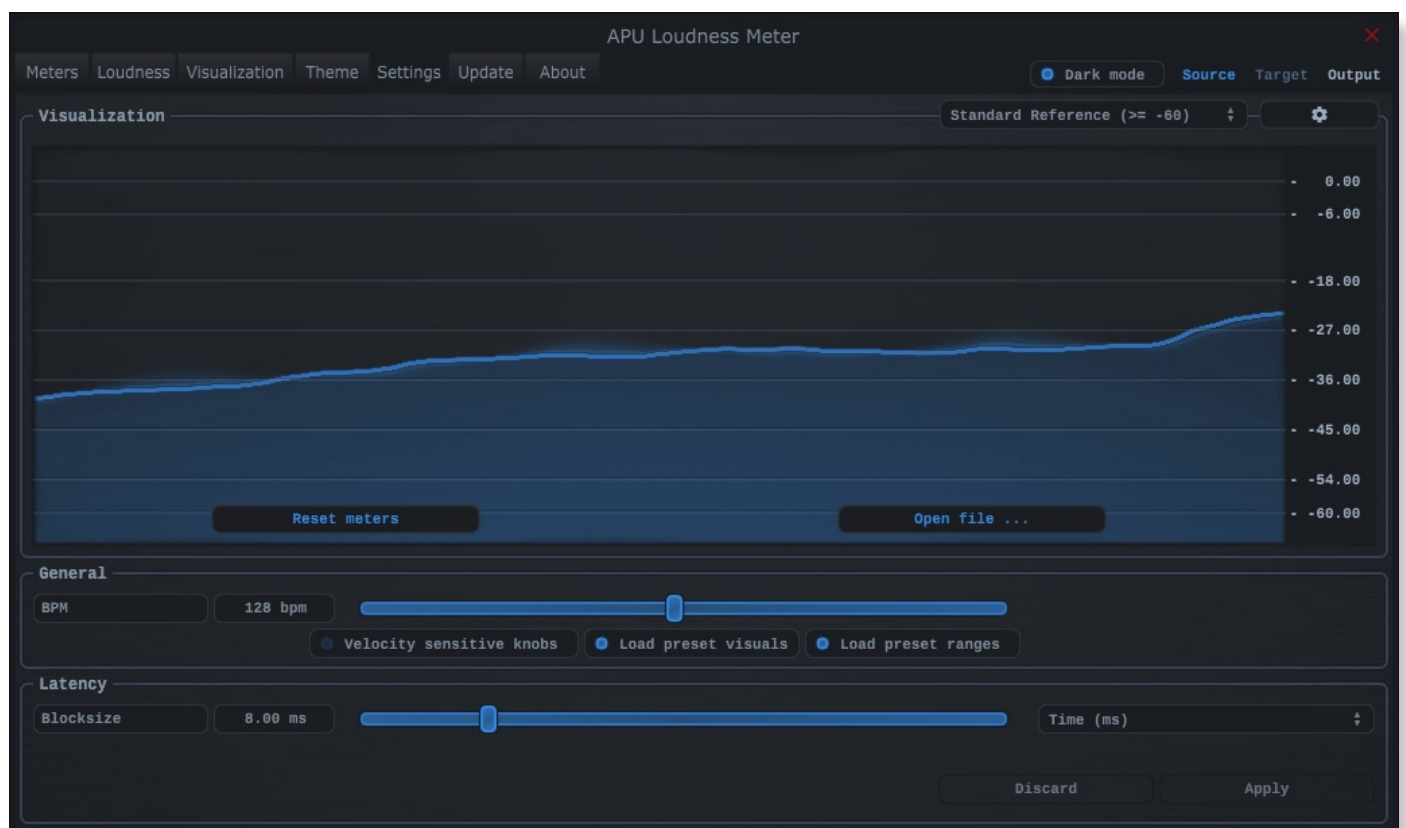 APU Loudness Meter
Meters Loudness Visualization Theme Settings Update About
Dark mode Source Target Output
Visualization
Standard Reference (>= -60)
- 0.00
- -6.00
- -18.00
- -27.00
- -36.00
- -45.00
- -54.00
- -60.00
Reset meters Open file ...
General
BPM 128 bpm
Velocity sensitive knobs Load preset visuals Load preset ranges
Latency
Blocksize 8.00 ms Time (ms)
Discard Apply